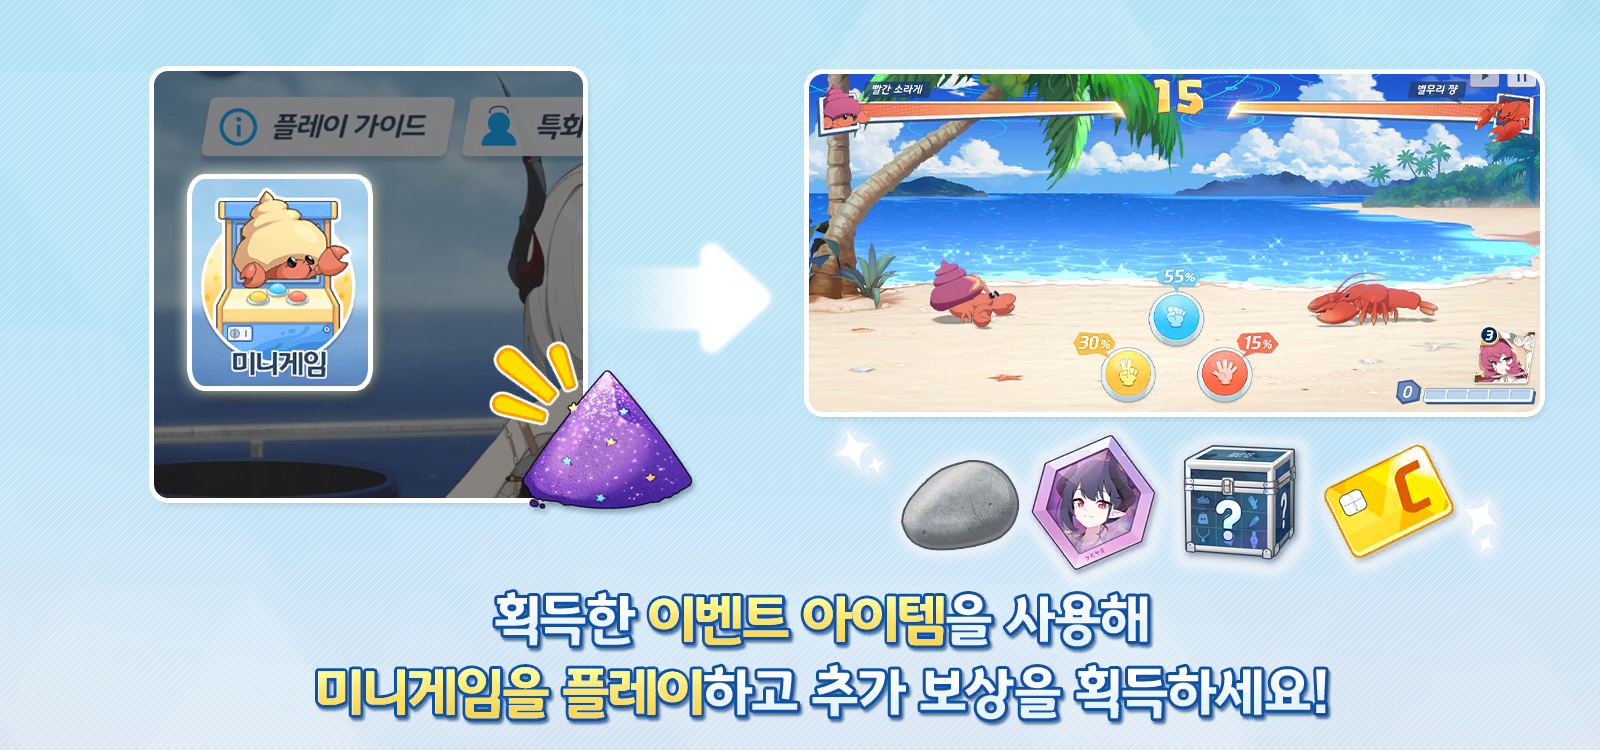 플레이 가이드
특화
미니게임
빨간 소라게
15
별무리 쨩
55%
30%
15%
3
0
?
?
C
획득한 이벤트 아이템을 사용해
미니게임을 플레이하고 추가 보상을 획득하세요!